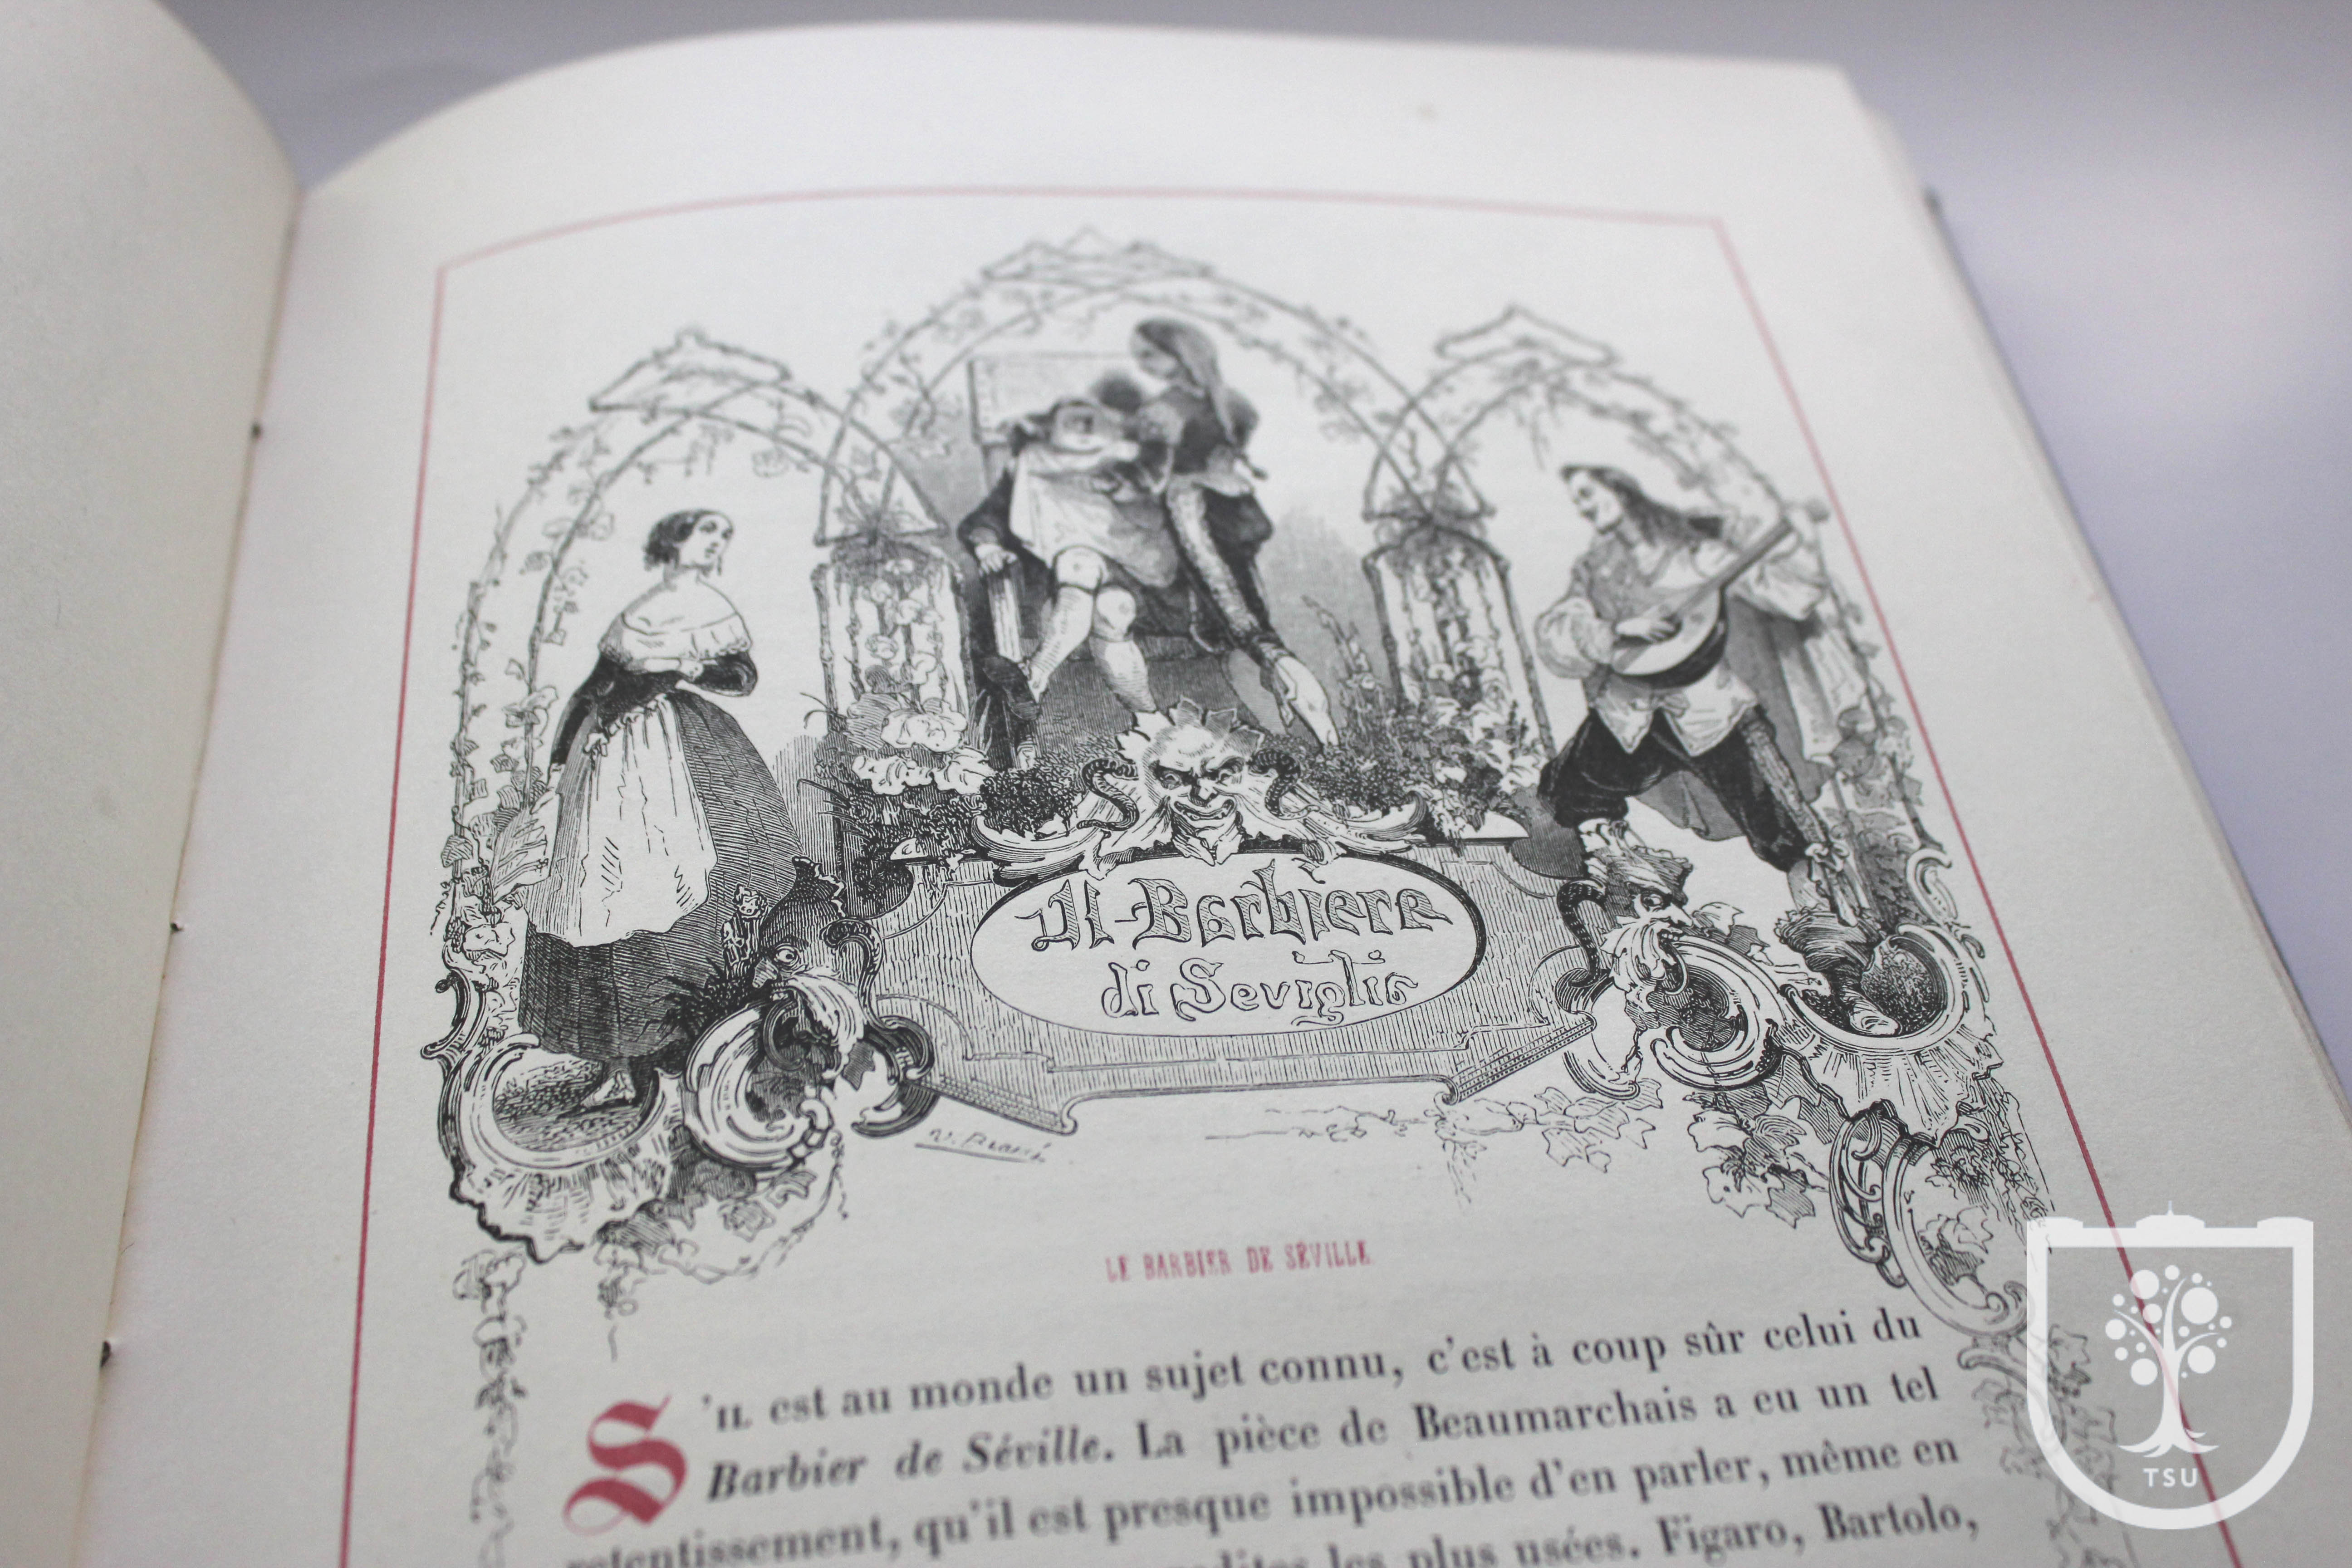 Il Barbiere
di Siviglia
LE BARBIER DE SÉVILLE
S'IL est au monde un sujet connu, c'est à coup sûr celui du
Barbier de Séville. La pièce de Beaumarchais a eu un tel
retentissement, qu'il est presque impossible d'en parler, même en
les plus usées. Figaro, Bartolo,
TSU